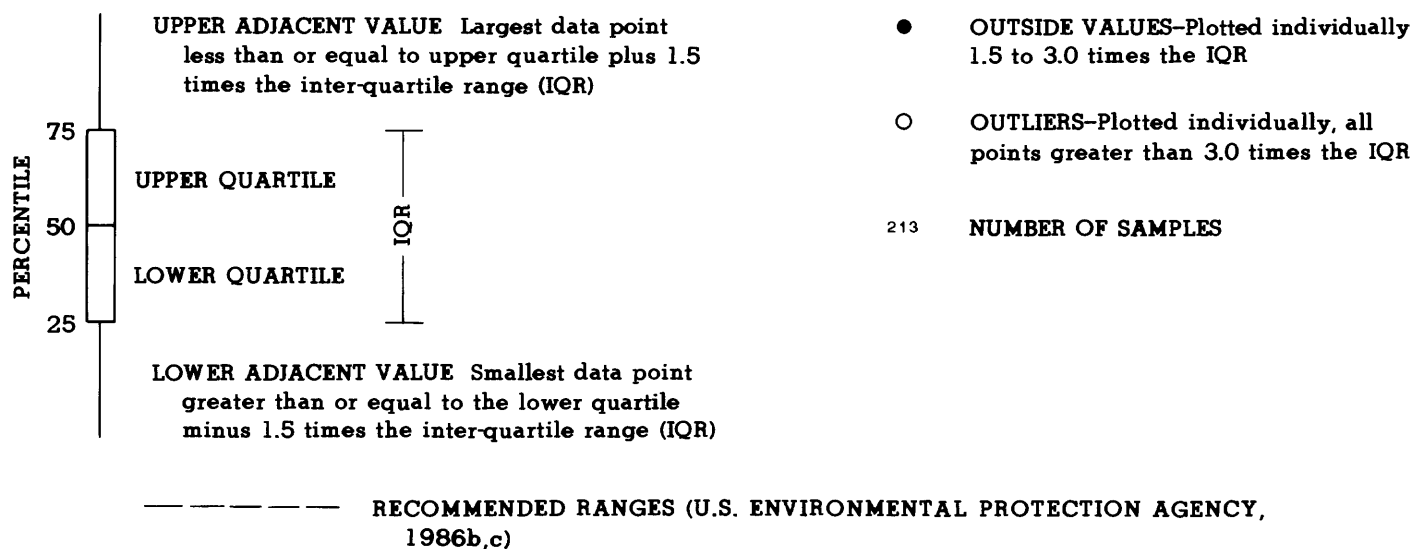 UPPER ADJACENT VALUE Largest data point
less than or equal to upper quartile plus 1.5
times the inter-quartile range (IQR)
75
UPPER QUARTILE
50
LOWER QUARTILE
25
PERCENTILE
IQR
LOWER ADJACENT VALUE Smallest data point
greater than or equal to the lower quartile
minus 1.5 times the inter-quartile range (IQR)
OUTSIDE VALUES–Plotted individually
1.5 to 3.0 times the IQR
OUTLIERS–Plotted individually, all
points greater than 3.0 times the IQR
213 NUMBER OF SAMPLES
RECOMMENDED RANGES (U.S. ENVIRONMENTAL PROTECTION AGENCY,
1986b,c)